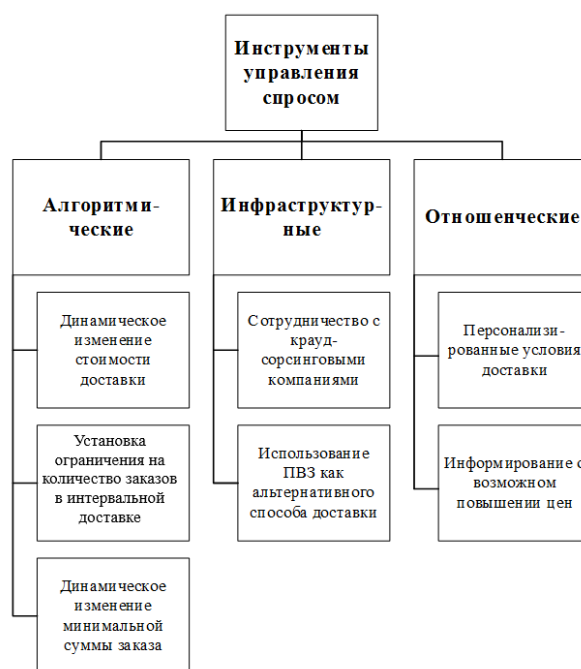 Инструменты
управления
спросом
Алгоритми-
ческие
Инфраструктур-
ные
Отношенческие
Динамическое
изменение
стоимости
доставки
Установка
ограничения на
количество заказов
в интервальной
доставке
Динамическое
изменение
минимальной
суммы заказа
Сотрудничество с
крауд-
сорсинговыми
компаниями
Использование
ПВЗ как
альтернативного
способа доставки
Персонализи-
рованные условия
доставки
Информирование о
возможном
повышении цен